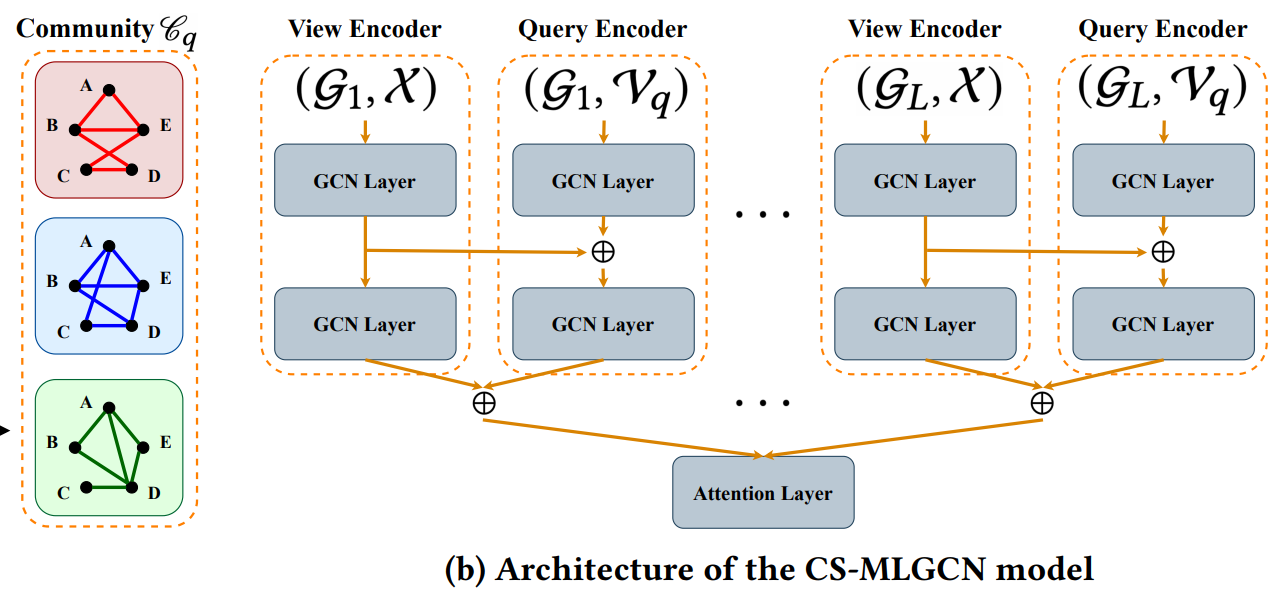 Community 𝒞q
A
B
E
C
D
A
B
E
C
D
A
B
E
C
D
View Encoder Query Encoder View Encoder Query Encoder
(𝒢1, 𝒳) (𝒢1, 𝒱q) (𝒢L, 𝒳) (𝒢L, 𝒱q)
GCN Layer GCN Layer GCN Layer GCN Layer
. . .
⊕ ⊕
GCN Layer GCN Layer GCN Layer GCN Layer
⊕ . . . ⊕
Attention Layer
(b) Architecture of the CS-MLGCN model